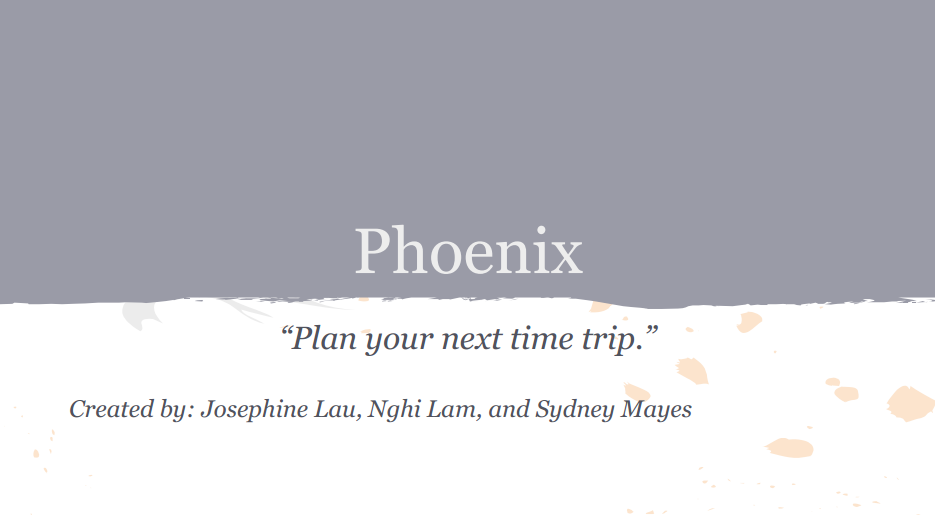 Phoenix
“Plan your next time trip.”
Created by: Josephine Lau, Nghi Lam, and Sydney Mayes